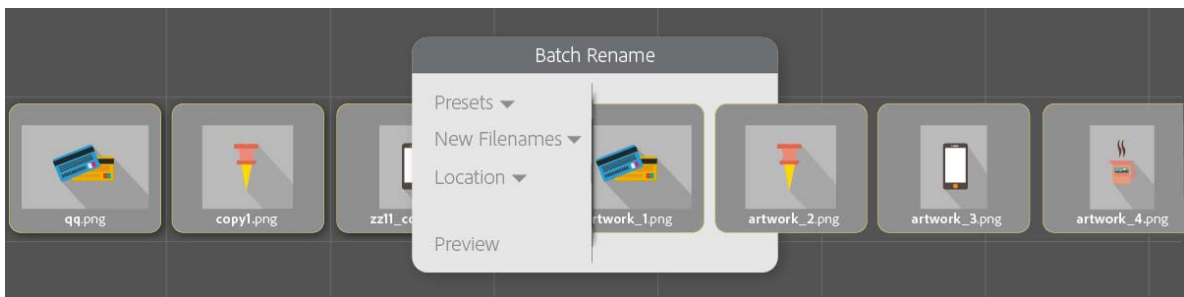 Batch Rename
Presets
New Filenames
Location
Preview
qq.png
copy1.png
zz11_co
rtwork_1.png
artwork_2.png
artwork_3.png
artwork_4.png